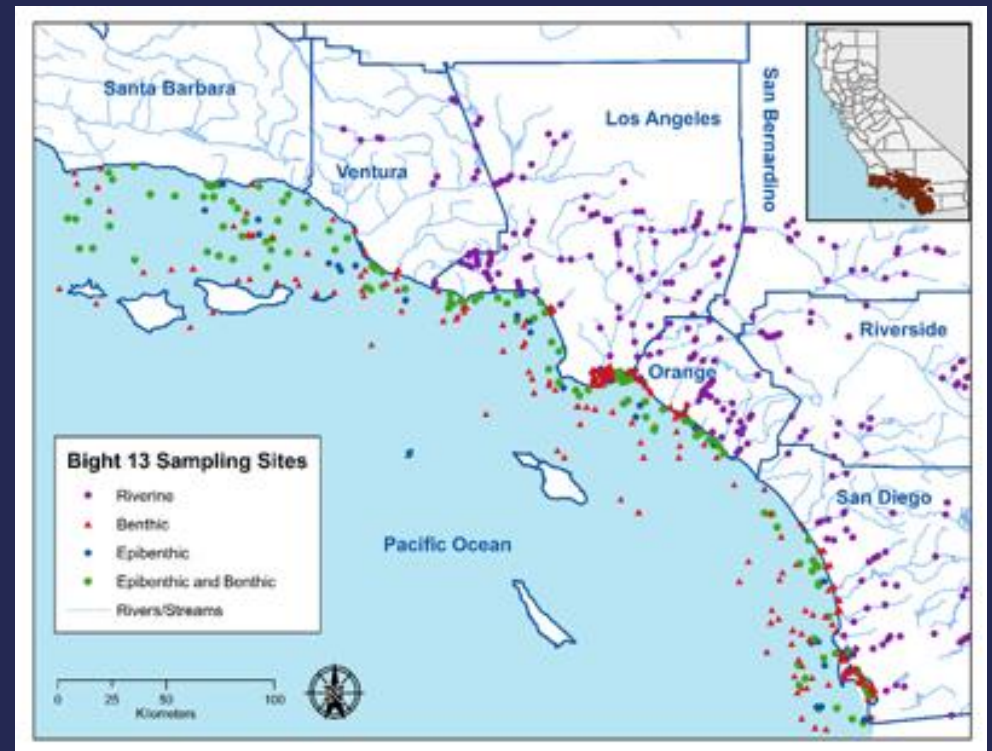 Santa Barbara
Ventura
Los Angeles
San Bernardino
Riverside
Orange
San Diego
Pacific Ocean
Bight 13 Sampling Sites
Riverine
Benthic
Epibenthic
Epibenthic and Benthic
Rivers/Streams
0 25 50 100
Kilometers